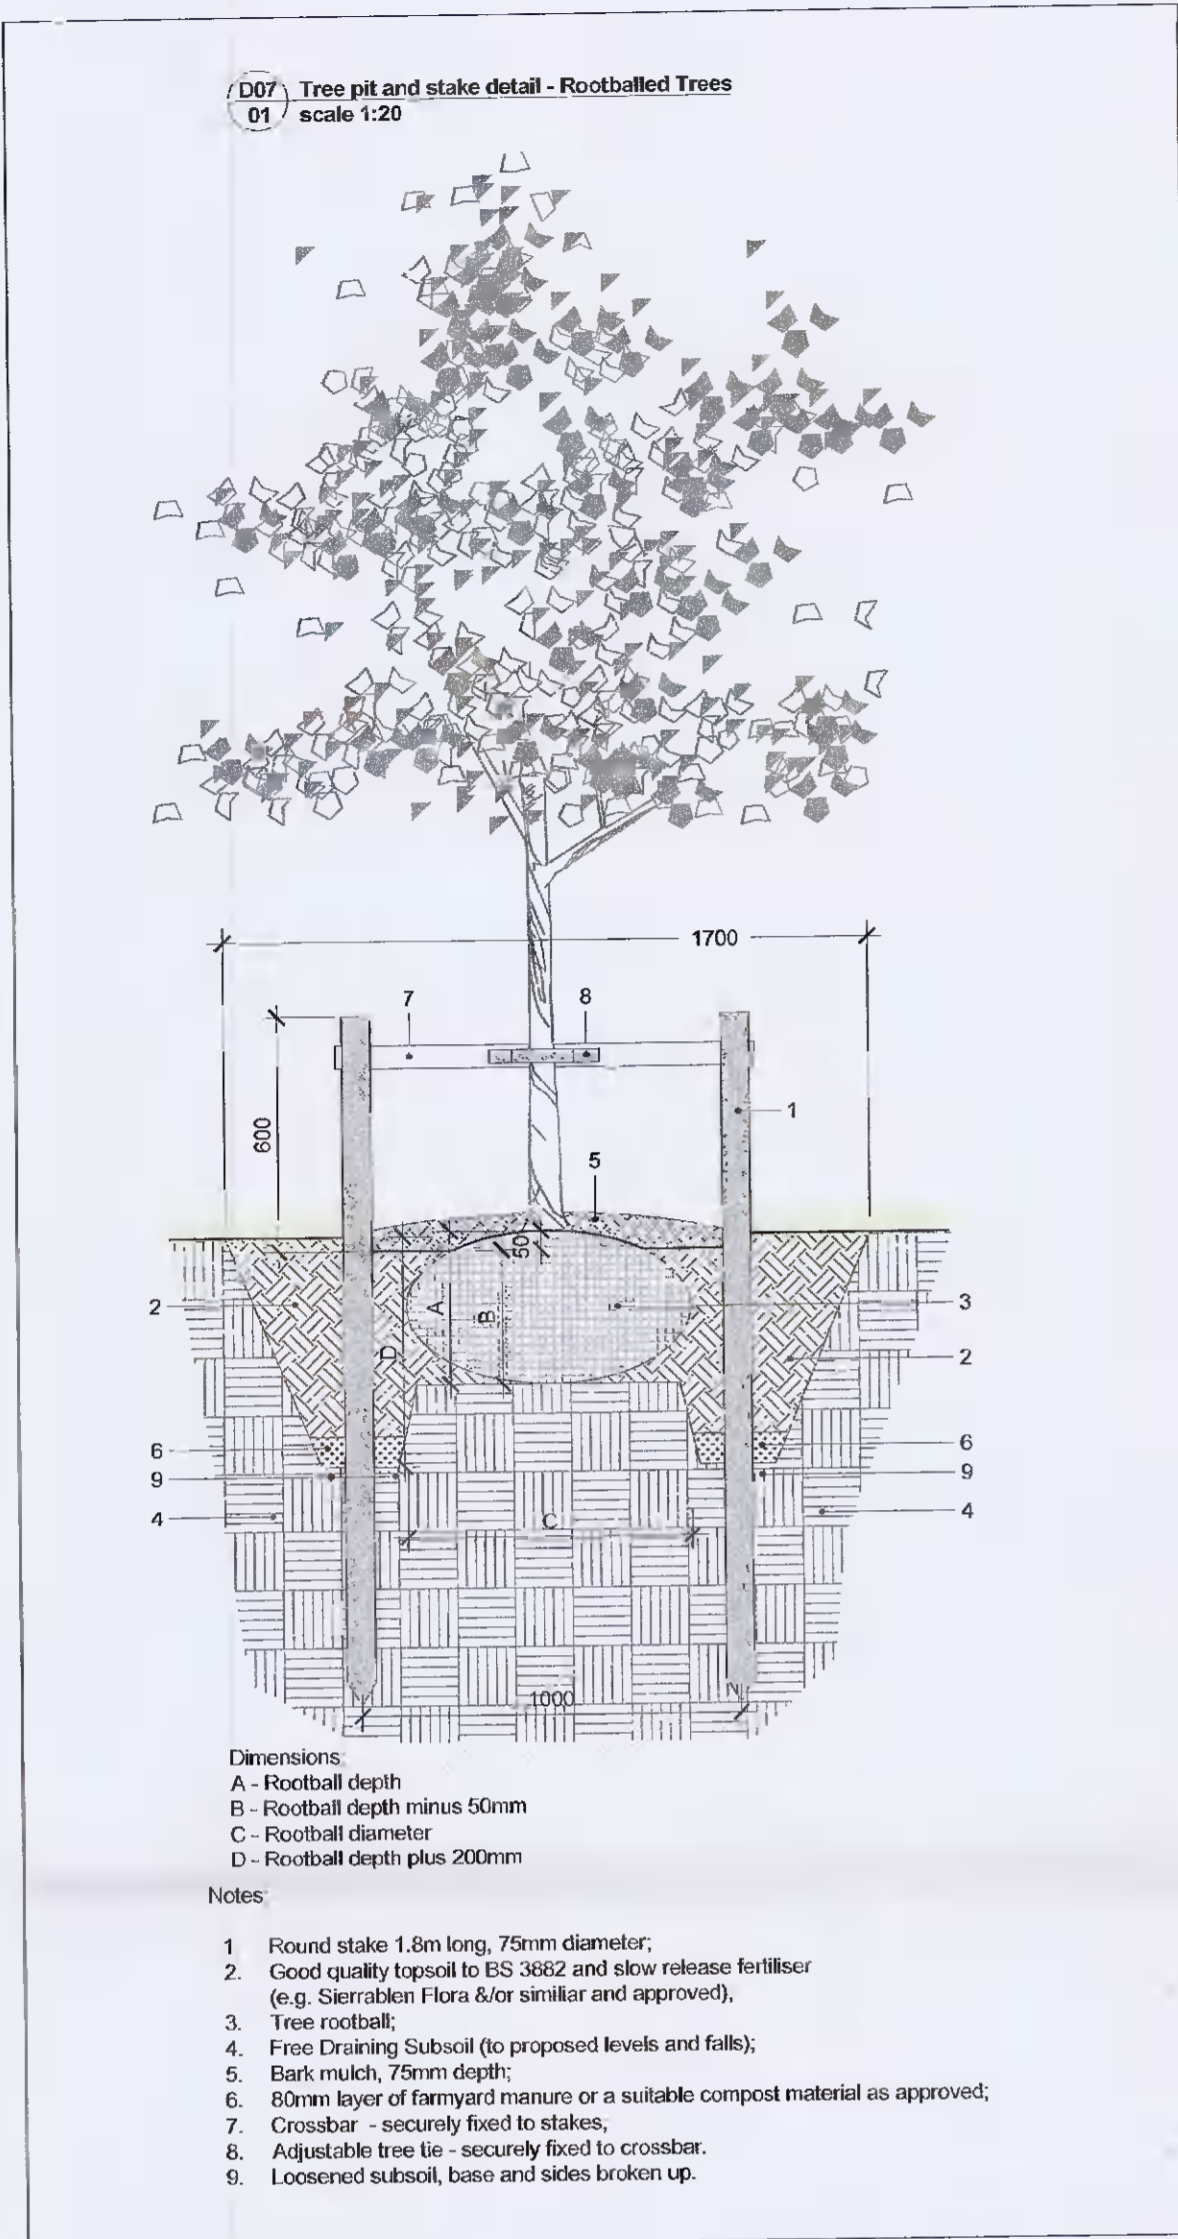 D07 Tree pit and stake detail - Rootballed Trees
01 scale 1:20
1700
7 8
600
1
5
50
2 A B 3
D 2
6 6
9 9
4 C 4
1000
Dimensions:
A - Rootball depth
B - Rootball depth minus 50mm
C - Rootball diameter
D - Rootball depth plus 200mm
Notes:
1 Round stake 1.8m long, 75mm diameter;
2. Good quality topsoil to BS 3882 and slow release fertiliser
(e.g. Sierrablen Flora &/or similiar and approved),
3. Tree rootball;
4. Free Draining Subsoil (to proposed levels and falls);
5. Bark mulch, 75mm depth;
6. 80mm layer of farmyard manure or a suitable compost material as approved;
7. Crossbar - securely fixed to stakes,
8. Adjustable tree tie - securely fixed to crossbar.
9. Loosened subsoil, base and sides broken up.